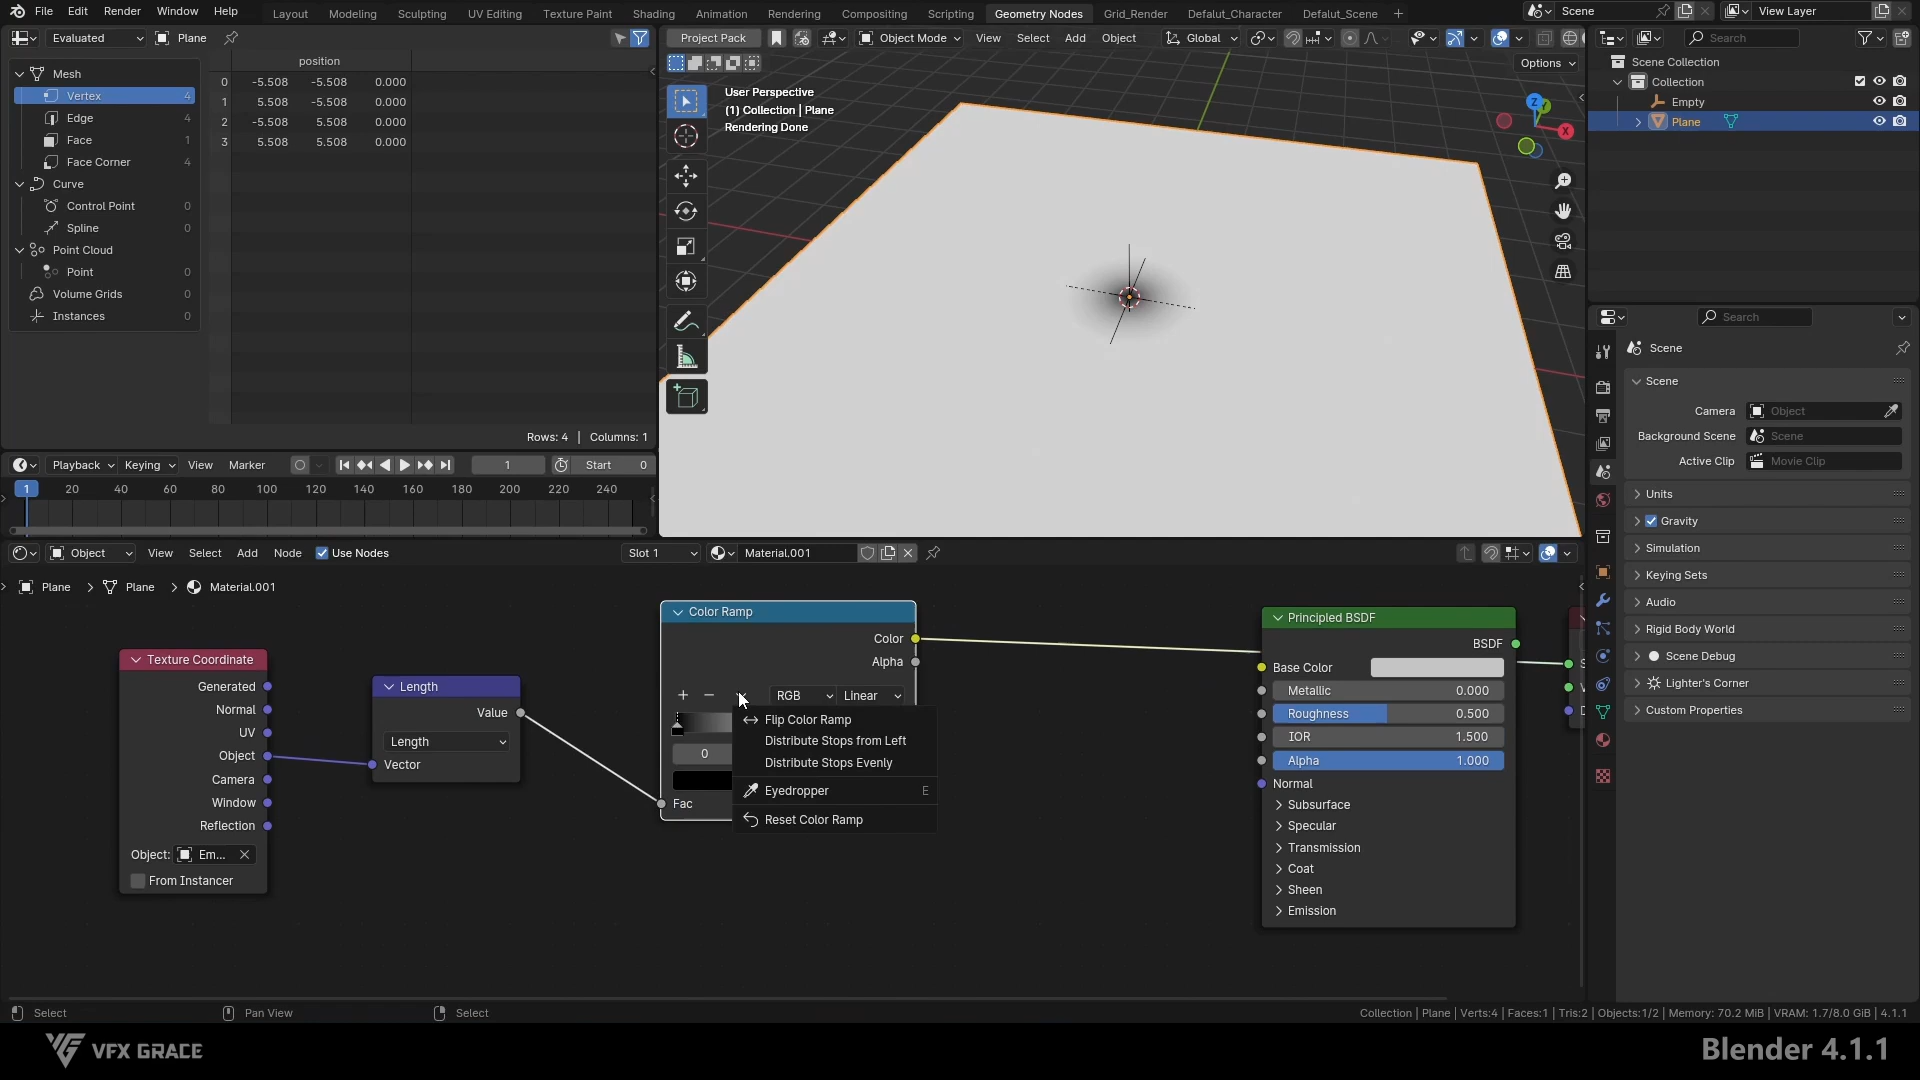 File Edit Render Window Help Layout Modeling Sculpting UV Editing Texture Paint Shading Animation Rendering Compositing Scripting Geometry Nodes Grid_Render Defalut_Character Defalut_Scene + Scene View Layer
Evaluated Plane
Project Pack Object Mode View Select Add Object Global
Search
Options
position
0 -5.508 -5.508 0.000
1 5.508 -5.508 0.000
2 -5.508 5.508 0.000
3 5.508 5.508 0.000
Mesh
Vertex 4
Edge 4
Face 1
Face Corner 4
Curve
Control Point 0
Spline 0
Point Cloud
Point 0
Volume Grids 0
Instances 0
Rows: 4 | Columns: 1
User Perspective
(1) Collection | Plane
Rendering Done
Z
X
Scene Collection
Collection
Empty
Plane
Search
Scene
Scene
Camera Object
Background Scene Scene
Active Clip Movie Clip
Units
Gravity
Simulation
Keying Sets
Audio
Rigid Body World
Scene Debug
Lighter's Corner
Custom Properties
Playback Keying View Marker 1 Start 0
1 20 40 60 80 100 120 140 160 180 200 220 240
Object View Select Add Node Use Nodes Slot 1 Material.001
Plane Plane Material.001
Texture Coordinate
Generated
Normal
UV
Object
Camera
Window
Reflection
Object: Em...
From Instancer
Length
Value
Length
Vector
Color Ramp
Color
Alpha
+ − RGB Linear
0
Fac
Flip Color Ramp
Distribute Stops from Left
Distribute Stops Evenly
Eyedropper E
Reset Color Ramp
Principled BSDF
BSDF
Base Color
Metallic 0.000
Roughness 0.500
IOR 1.500
Alpha 1.000
Normal
Subsurface
Specular
Transmission
Coat
Sheen
Emission
Select Pan View Select
Collection | Plane | Verts:4 | Faces:1 | Tris:2 | Objects:1/2 | Memory: 70.2 MiB | VRAM: 1.7/8.0 GiB | 4.1.1
VFX GRACE
Blender 4.1.1